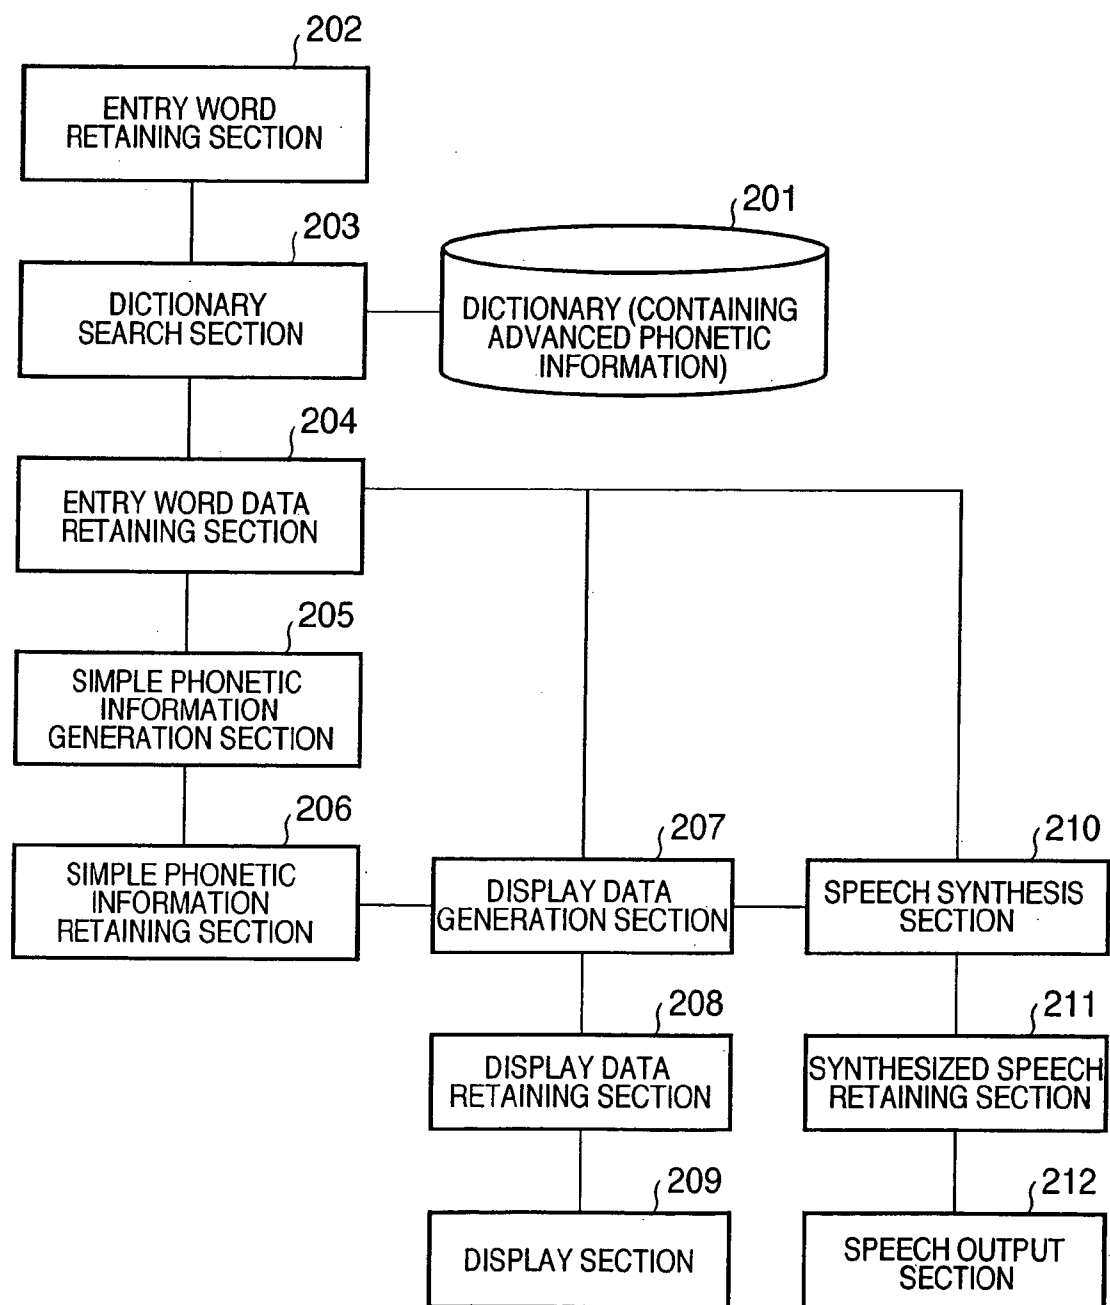 202
ENTRY WORD
RETAINING SECTION
203
DICTIONARY
SEARCH SECTION
201
DICTIONARY (CONTAINING
ADVANCED PHONETIC
INFORMATION)
204
ENTRY WORD DATA
RETAINING SECTION
205
SIMPLE PHONETIC
INFORMATION
GENERATION SECTION
206
SIMPLE PHONETIC
INFORMATION
RETAINING SECTION
207
DISPLAY DATA
GENERATION SECTION
210
SPEECH SYNTHESIS
SECTION
208
DISPLAY DATA
RETAINING SECTION
211
SYNTHESIZED SPEECH
RETAINING SECTION
209
DISPLAY SECTION
212
SPEECH OUTPUT
SECTION